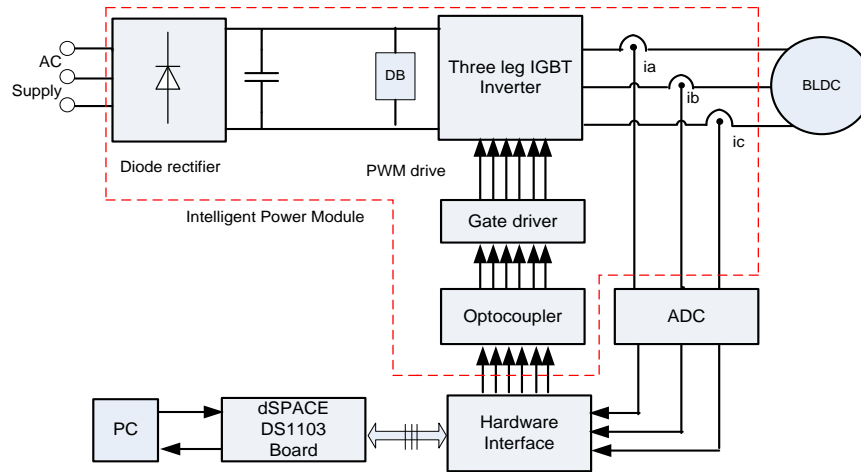 AC
Supply
DB
Three leg IGBT
Inverter
ia
ib
ic
BLDC
Diode rectifier
PWM drive
Intelligent Power Module
Gate driver
Optocoupler
ADC
PC
dSPACE
DS1103
Board
Hardware
Interface